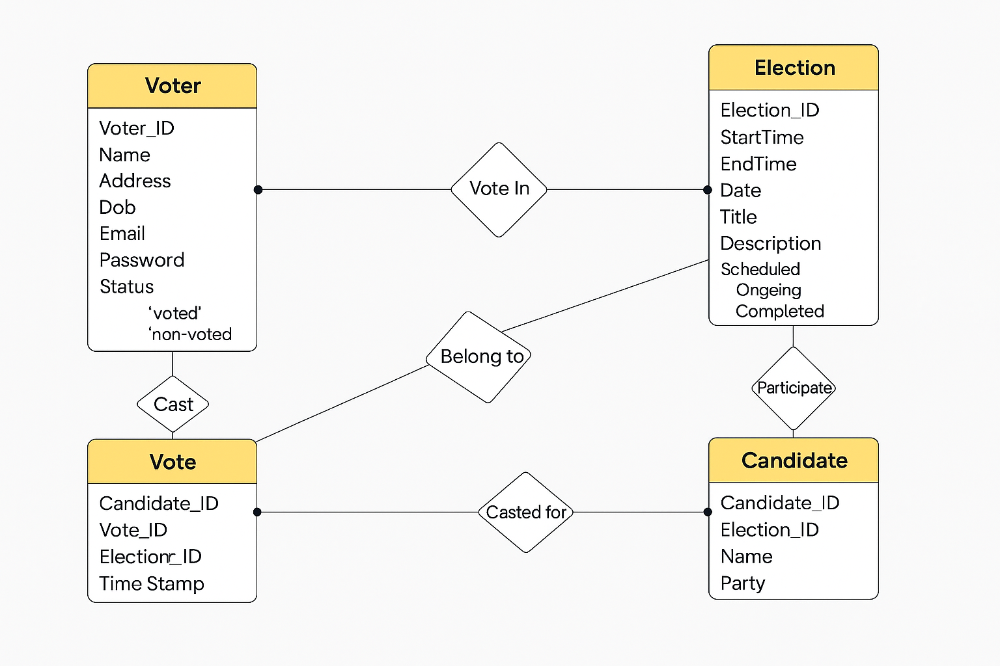 Voter
Voter_ID
Name
Address
Dob
Email
Password
Status
‘voted’
‘non-voted
Vote In
Election
Election_ID
StartTime
EndTime
Date
Title
Description
Scheduled
Ongeing
Completed
Belong to
Cast
Participate
Vote
Candidate_ID
Vote_ID
Electionr_ID
Time Stamp
Casted for
Candidate
Candidate_ID
Election_ID
Name
Party